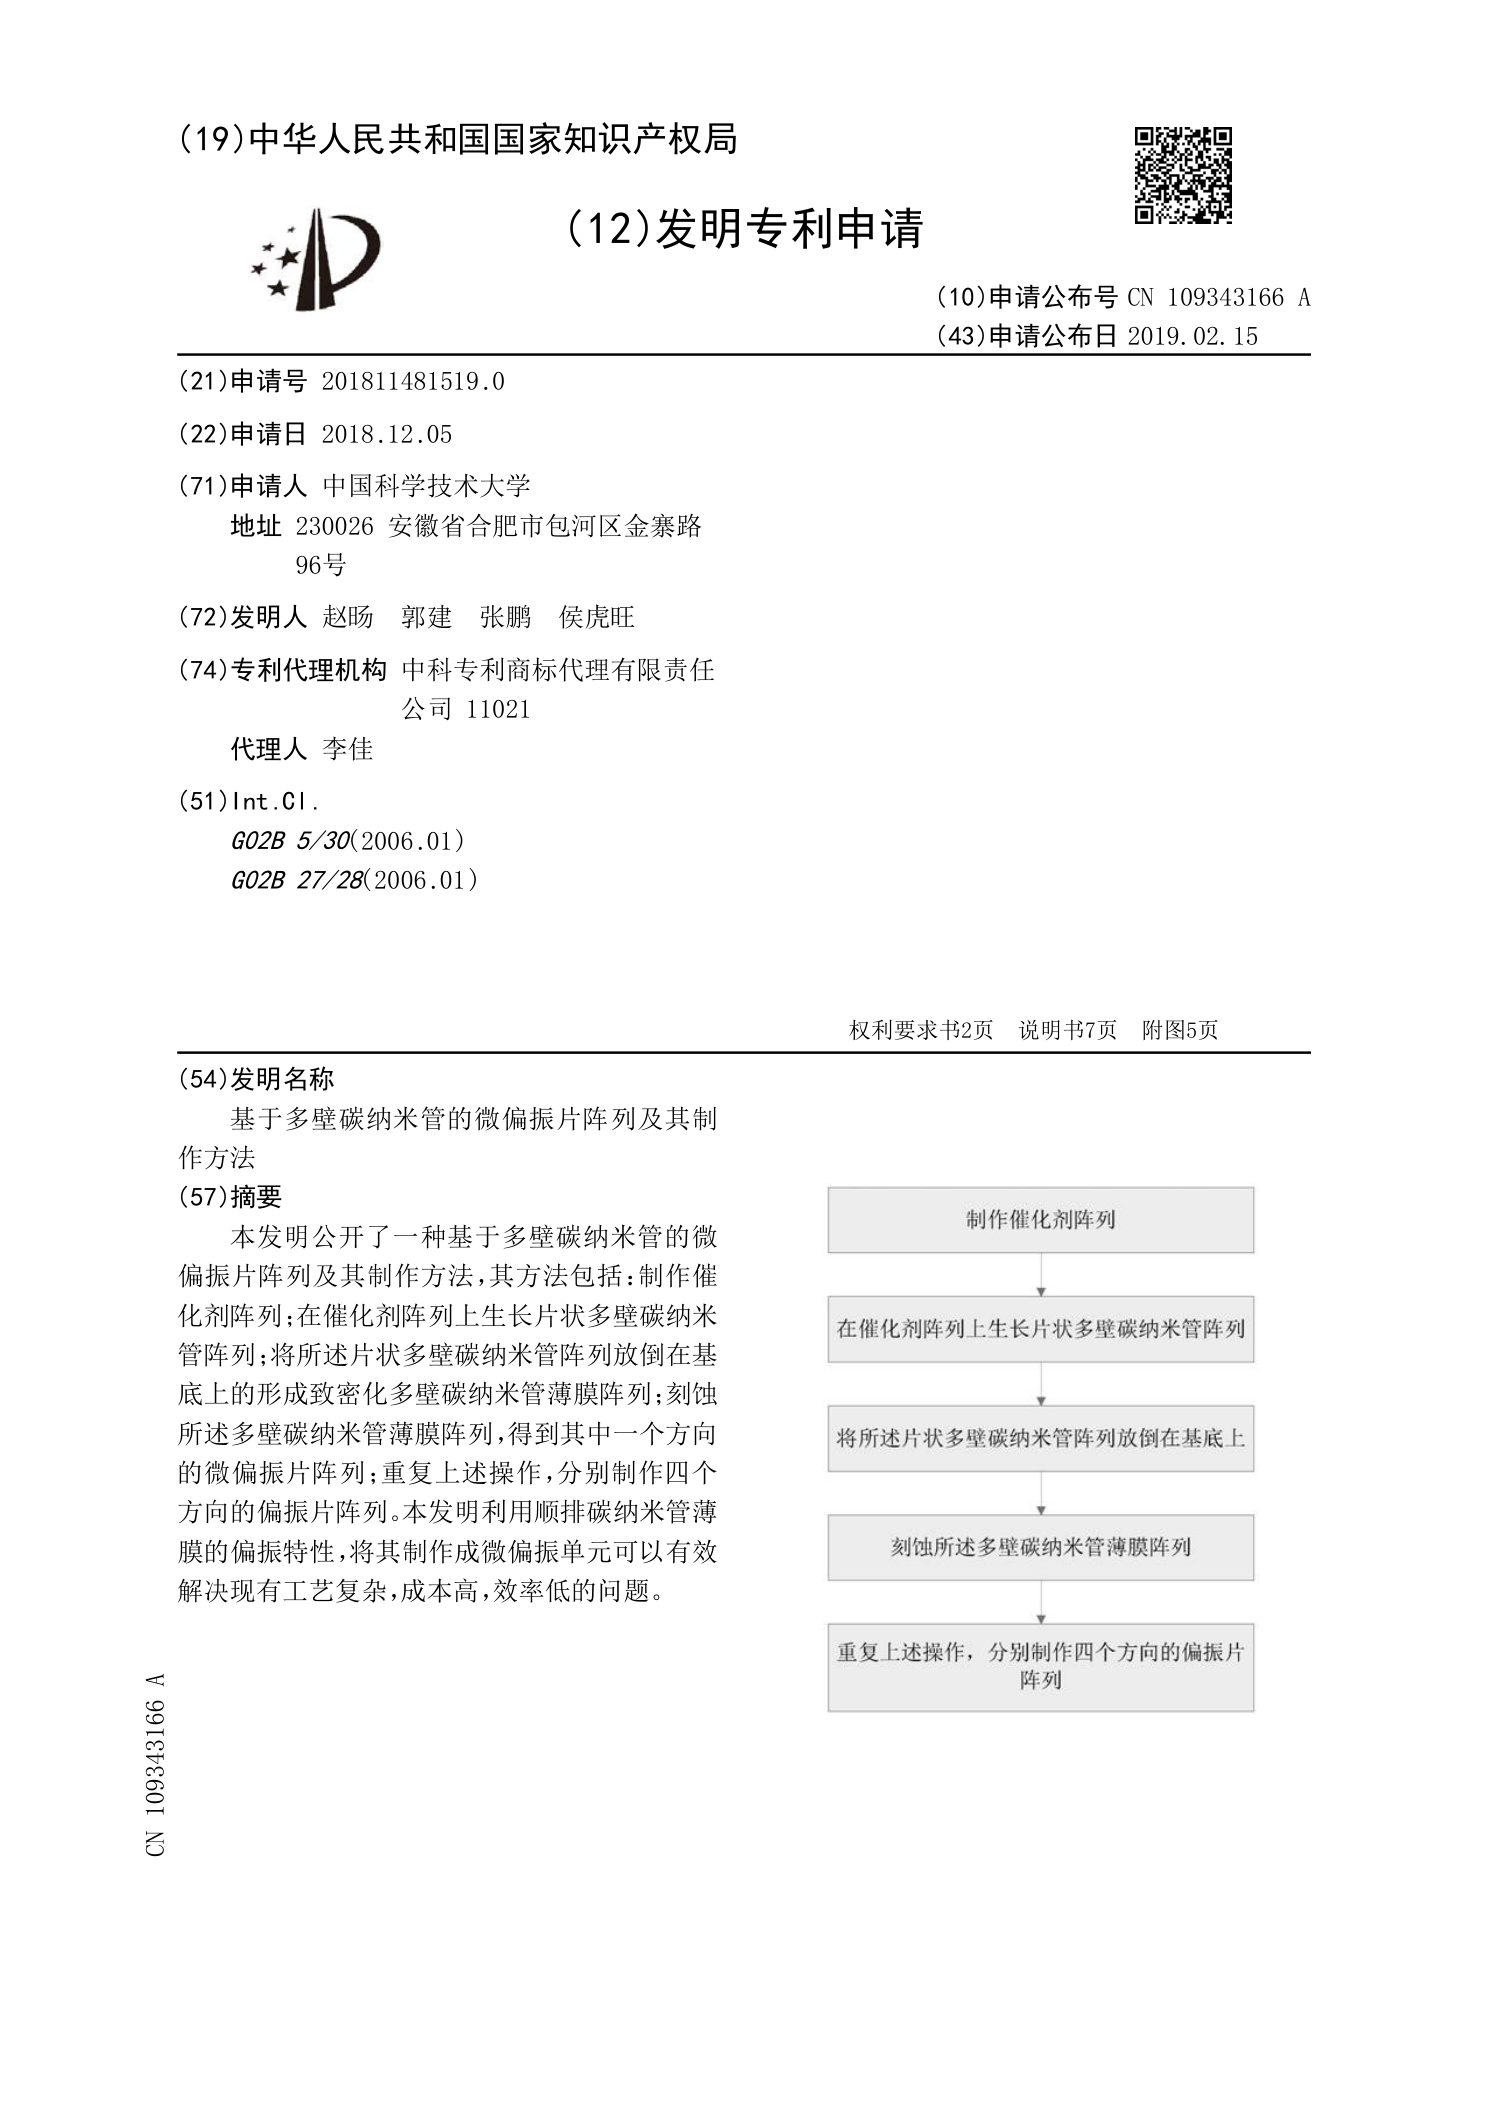 (19)中华人民共和国国家知识产权局
(12)发明专利申请
(10)申请公布号 CN 109343166 A
(43)申请公布日 2019.02.15
(21)申请号 201811481519.0
(22)申请日 2018.12.05
(71)申请人 中国科学技术大学
地址 230026 安徽省合肥市包河区金寨路
96号
(72)发明人 赵旸 郭建 张鹏 侯虎旺
(74)专利代理机构 中科专利商标代理有限责任
公司 11021
代理人 李佳
(51)Int.Cl.
G02B 5/30(2006.01)
G02B 27/28(2006.01)
权利要求书2页 说明书7页 附图5页
(54)发明名称
基于多壁碳纳米管的微偏振片阵列及其制
作方法
(57)摘要
本发明公开了一种基于多壁碳纳米管的微
偏振片阵列及其制作方法,其方法包括:制作催
化剂阵列;在催化剂阵列上生长片状多壁碳纳米
管阵列;将所述片状多壁碳纳米管阵列放倒在基
底上的形成致密化多壁碳纳米管薄膜阵列;刻蚀
所述多壁碳纳米管薄膜阵列,得到其中一个方向
的微偏振片阵列;重复上述操作,分别制作四个
方向的偏振片阵列。本发明利用顺排碳纳米管薄
膜的偏振特性,将其制作成微偏振单元可以有效
解决现有工艺复杂,成本高,效率低的问题。
制作催化剂阵列
在催化剂阵列上生长片状多壁碳纳米管阵列
将所述片状多壁碳纳米管阵列放倒在基底上
刻蚀所述多壁碳纳米管薄膜阵列
重复上述操作，分别制作四个方向的偏振片
阵列
CN 109343166 A